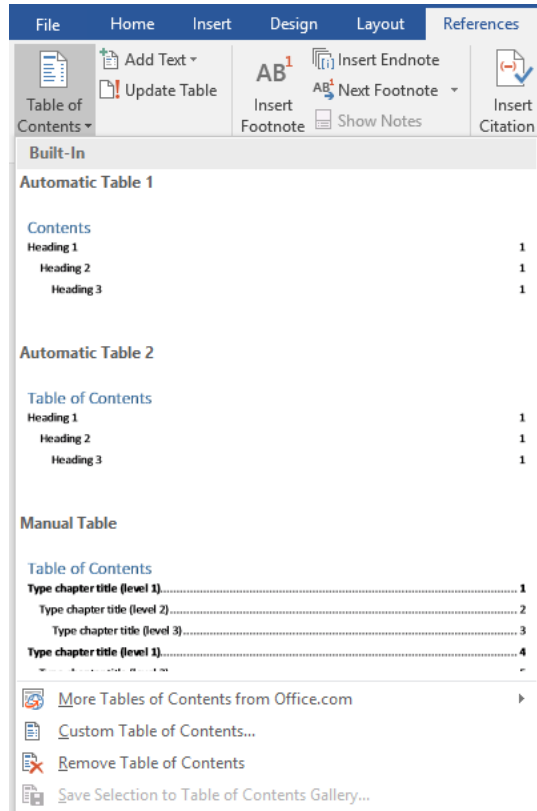 File Home Insert Design Layout References
Add Text
Insert Endnote
Update Table
AB1
AB1 Next Footnote
Table of Contents
Insert Footnote
Show Notes
Insert Citation
Built-In
Automatic Table 1
Contents
Heading 1 1
Heading 2 1
Heading 3 1
Automatic Table 2
Table of Contents
Heading 1 1
Heading 2 1
Heading 3 1
Manual Table
Table of Contents
Type chapter title (level 1) 1
Type chapter title (level 2) 2
Type chapter title (level 3) 3
Type chapter title (level 1) 4
More Tables of Contents from Office.com
Custom Table of Contents...
Remove Table of Contents
Save Selection to Table of Contents Gallery...